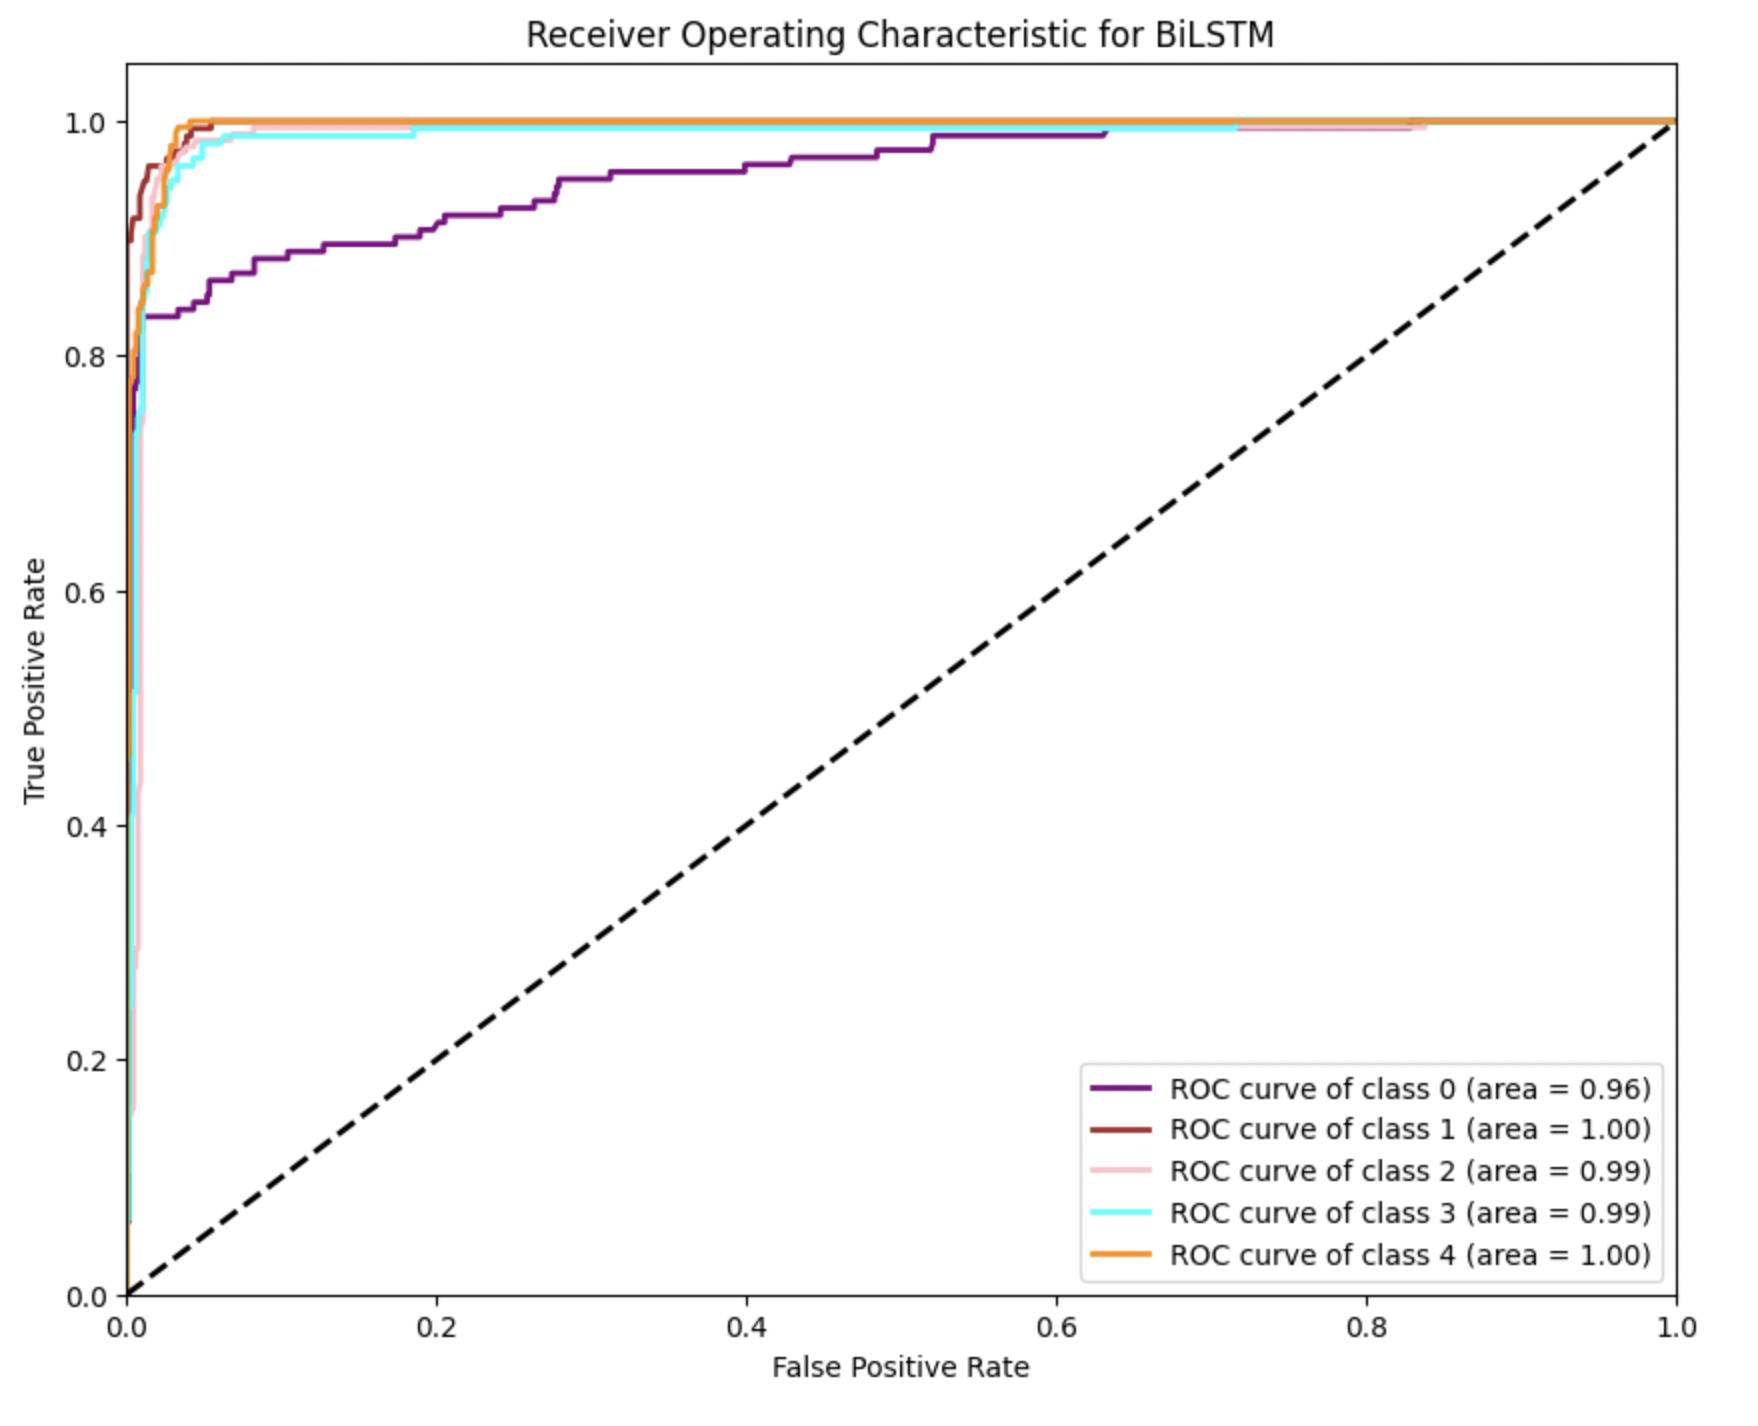 Receiver Operating Characteristic for BiLSTM
True Positive Rate
1.0
0.8
0.6
0.4
0.2
0.0
ROC curve of class 0 (area = 0.96)
ROC curve of class 1 (area = 1.00)
ROC curve of class 2 (area = 0.99)
ROC curve of class 3 (area = 0.99)
ROC curve of class 4 (area = 1.00)
0.0 0.2 0.4 0.6 0.8 1.0
False Positive Rate